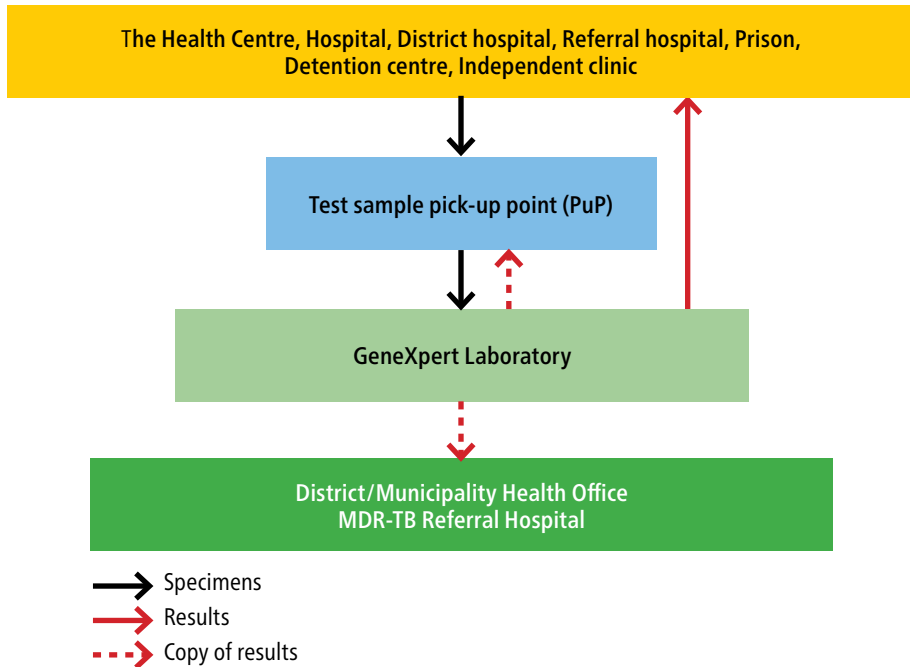 The Health Centre, Hospital, District hospital, Referral hospital, Prison,
Detention centre, Independent clinic
Test sample pick-up point (PuP)
GeneXpert Laboratory
District/Municipality Health Office
MDR-TB Referral Hospital
Specimens
Results
Copy of results